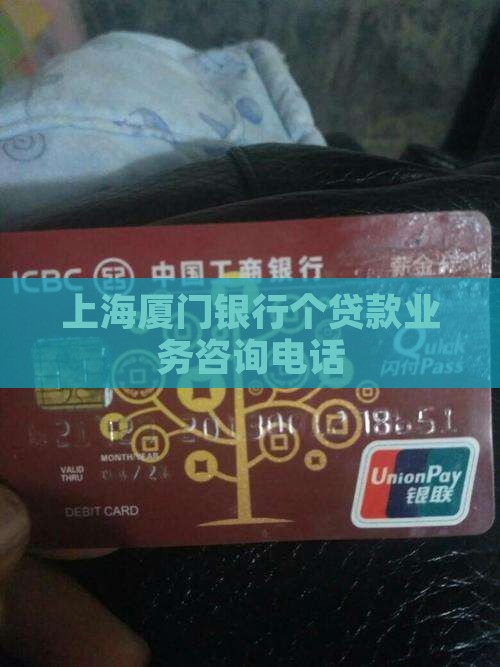 ICBC 中国工商银行
上海厦门银行个贷款业
务咨询电话
Quick
闪付Pass
MONTH/YEAR
VALID
THRU
UnionPay
银联
DEBIT CARD